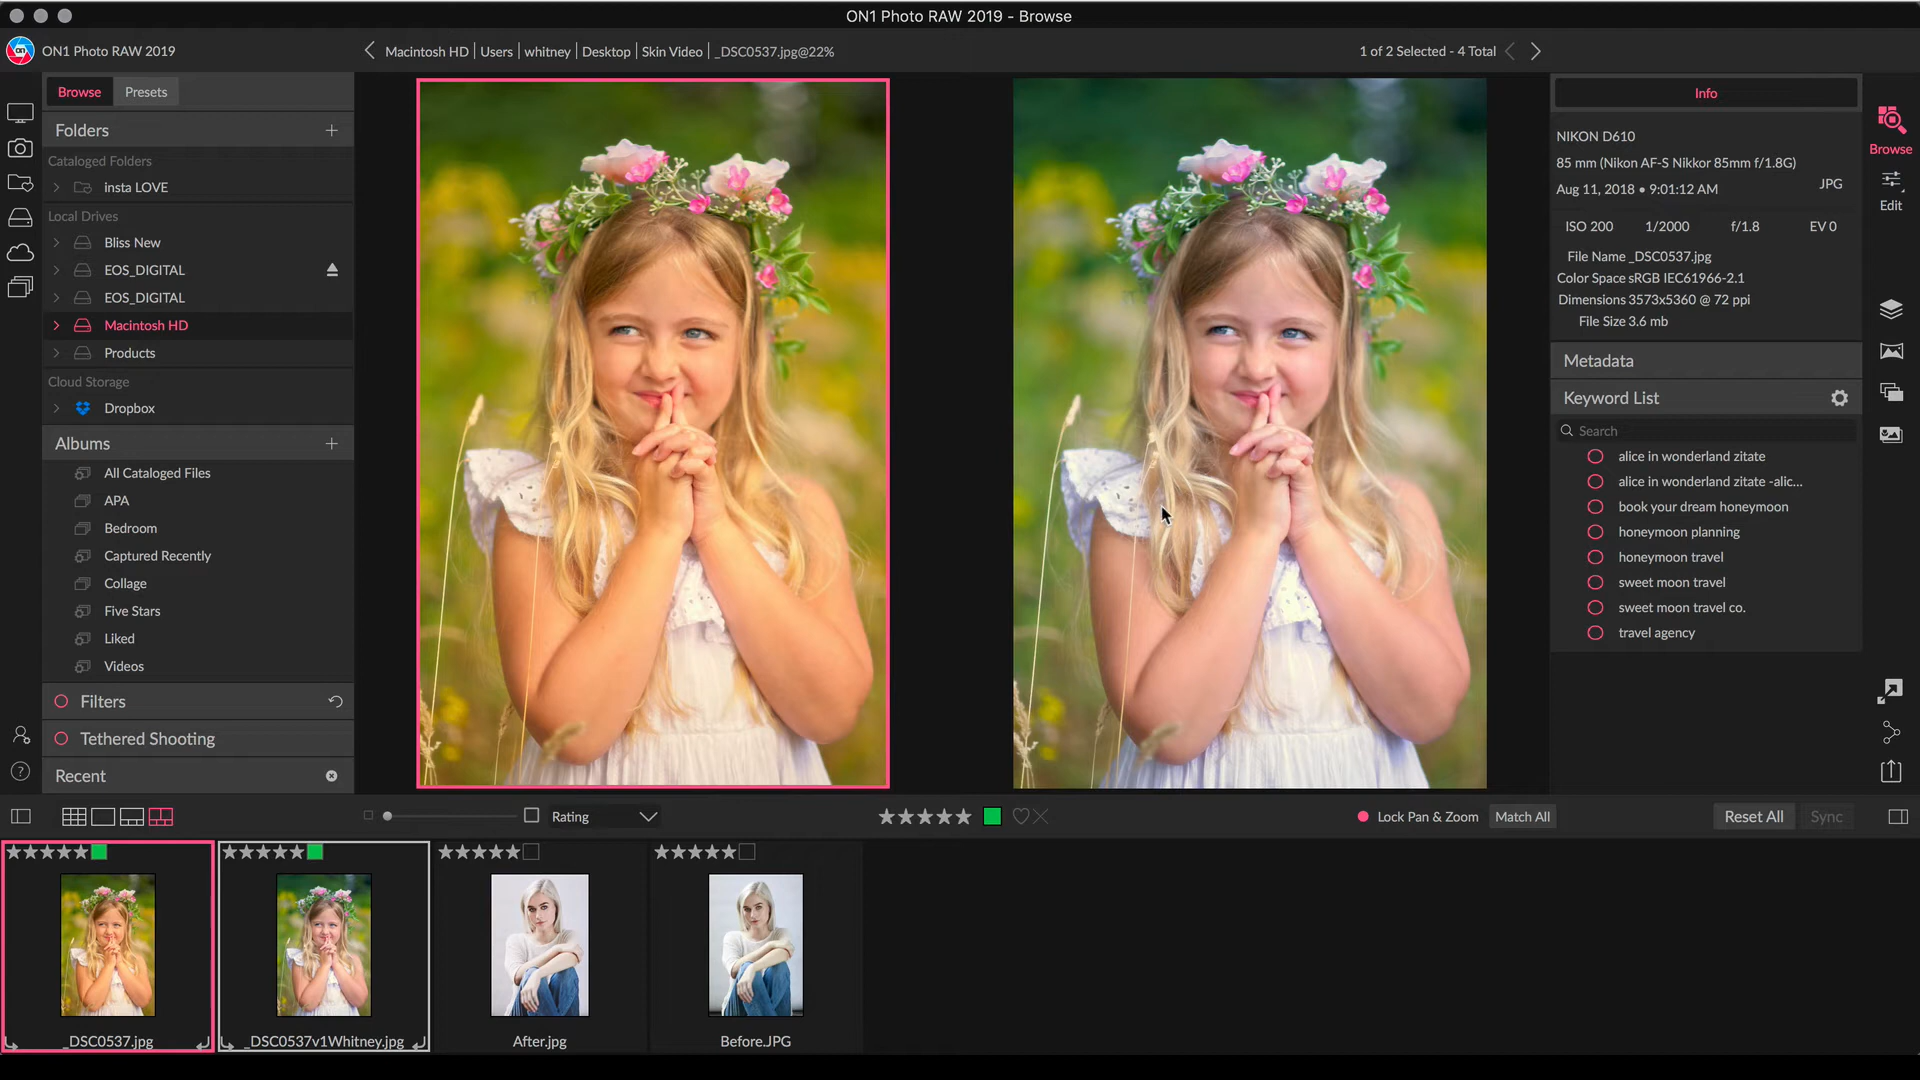 ON1 Photo RAW 2019 - Browse
ON1 Photo RAW 2019
Macintosh HD | Users | whitney | Desktop | Skin Video | _DSC0537.jpg@22%
1 of 2 Selected - 4 Total
Browse
Presets
Folders
Cataloged Folders
insta LOVE
Local Drives
Bliss New
EOS_DIGITAL
EOS_DIGITAL
Macintosh HD
Products
Cloud Storage
Dropbox
Albums
All Cataloged Files
APA
Bedroom
Captured Recently
Collage
Five Stars
Liked
Videos
Filters
Tethered Shooting
Recent
Info
NIKON D610
85 mm (Nikon AF-S Nikkor 85mm f/1.8G)
Aug 11, 2018 • 9:01:12 AM
JPG
ISO 200 1/2000 f/1.8 EV 0
File Name _DSC0537.jpg
Color Space sRGB IEC61966-2.1
Dimensions 3573x5360 @ 72 ppi
File Size 3.6 mb
Metadata
Keyword List
Search
alice in wonderland zitate
alice in wonderland zitate -alic...
book your dream honeymoon
honeymoon planning
honeymoon travel
sweet moon travel
sweet moon travel co.
travel agency
Browse
Edit
Rating
Lock Pan & Zoom
Match All
Reset All
Sync
_DSC0537.jpg
_DSC0537v1Whitney.jpg
After.jpg
Before.JPG